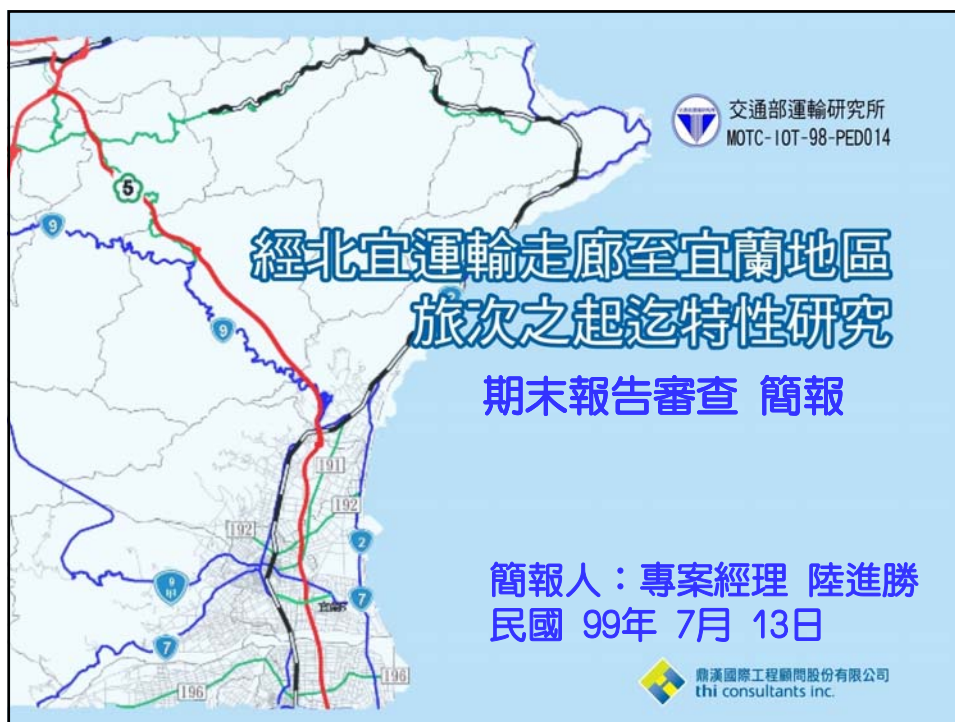 交通部運輸研究所
MOTC-IOT-98-PED014
5
9
經北宜運輸走廊至宜蘭地區
9
旅次之起迄特性研究
期末報告審查 簡報
191
192
192
2
9
甲
7
7
簡報人：專案經理 陸進勝
民國 99年 7月 13日
196
196
鼎漢國際工程顧問股份有限公司
thi consultants inc.